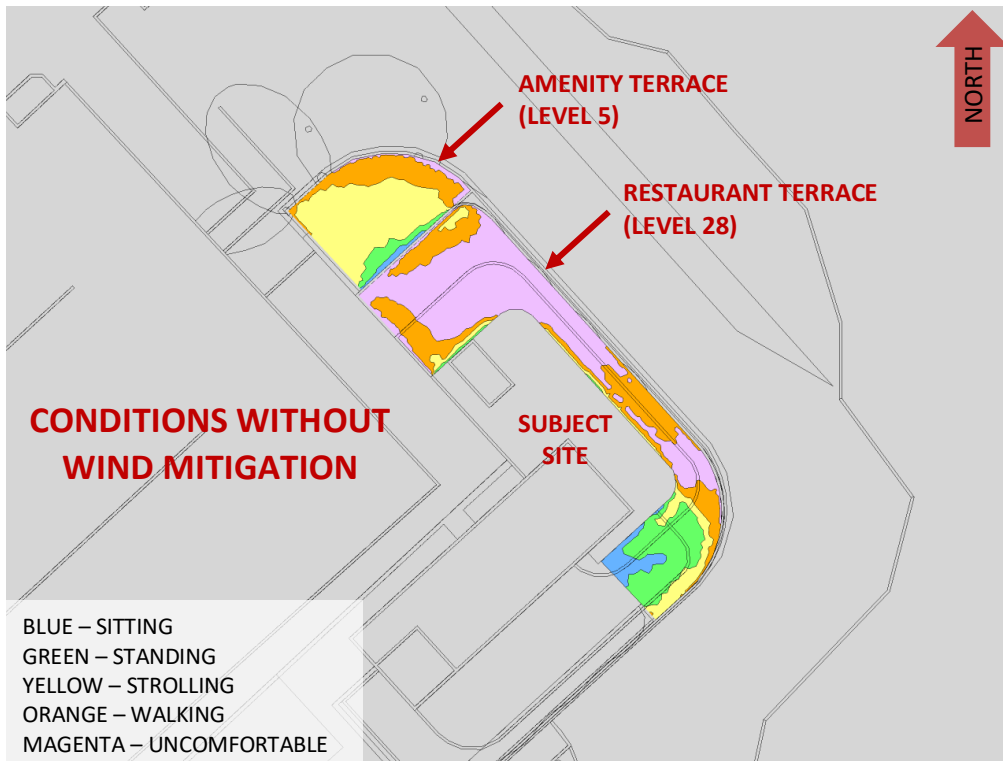 NORTH
AMENITY TERRACE
(LEVEL 5)
RESTAURANT TERRACE
(LEVEL 28)
CONDITIONS WITHOUT
WIND MITIGATION
SUBJECT
SITE
BLUE – SITTING
GREEN – STANDING
YELLOW – STROLLING
ORANGE – WALKING
MAGENTA – UNCOMFORTABLE